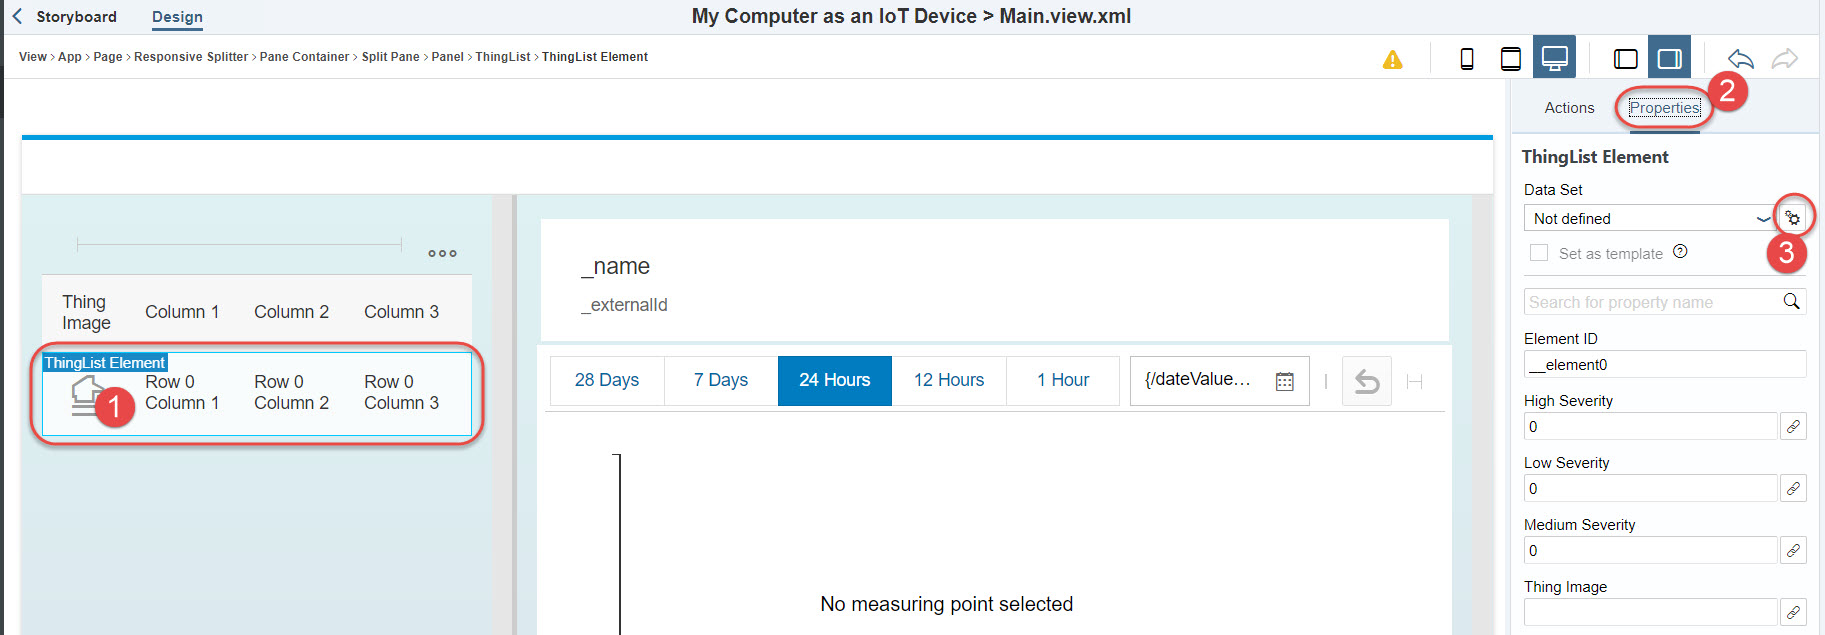 Storyboard Design My Computer as an IoT Device > Main.view.xml
View > App > Page > Responsive Splitter > Pane Container > Split Pane > Panel > ThingList > ThingList Element
2
Actions Properties
ThingList Element
Data Set
Not defined
Set as template ?
3
Search for property name
Element ID
__element0
High Severity
0
Low Severity
0
Medium Severity
0
Thing Image
Thing
Image
Column 1 Column 2 Column 3
ThingList Element
Row 0 Row 0 Row 0
Column 1 Column 2 Column 3
1
_name
_externalId
28 Days 7 Days 24 Hours 12 Hours 1 Hour {/dateValue...
No measuring point selected